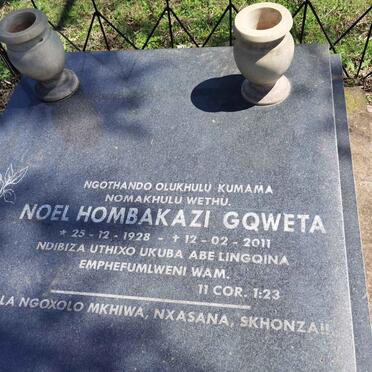 NGOTHANDO OLUKHULU KUMAMA
NOMAKHULU WETHU.
NOEL HOMBAKAZI GQWETA
* 25 - 12 - 1928 - † 12 - 02 - 2011
NDIBIZA UTHIXO UKUBA ABE LINGQINA
EMPHEFUMLWENI WAM.
11 COR. 1:23
LA NGOXOLO MKHIWA, NXASANA, SKHONZA!!.